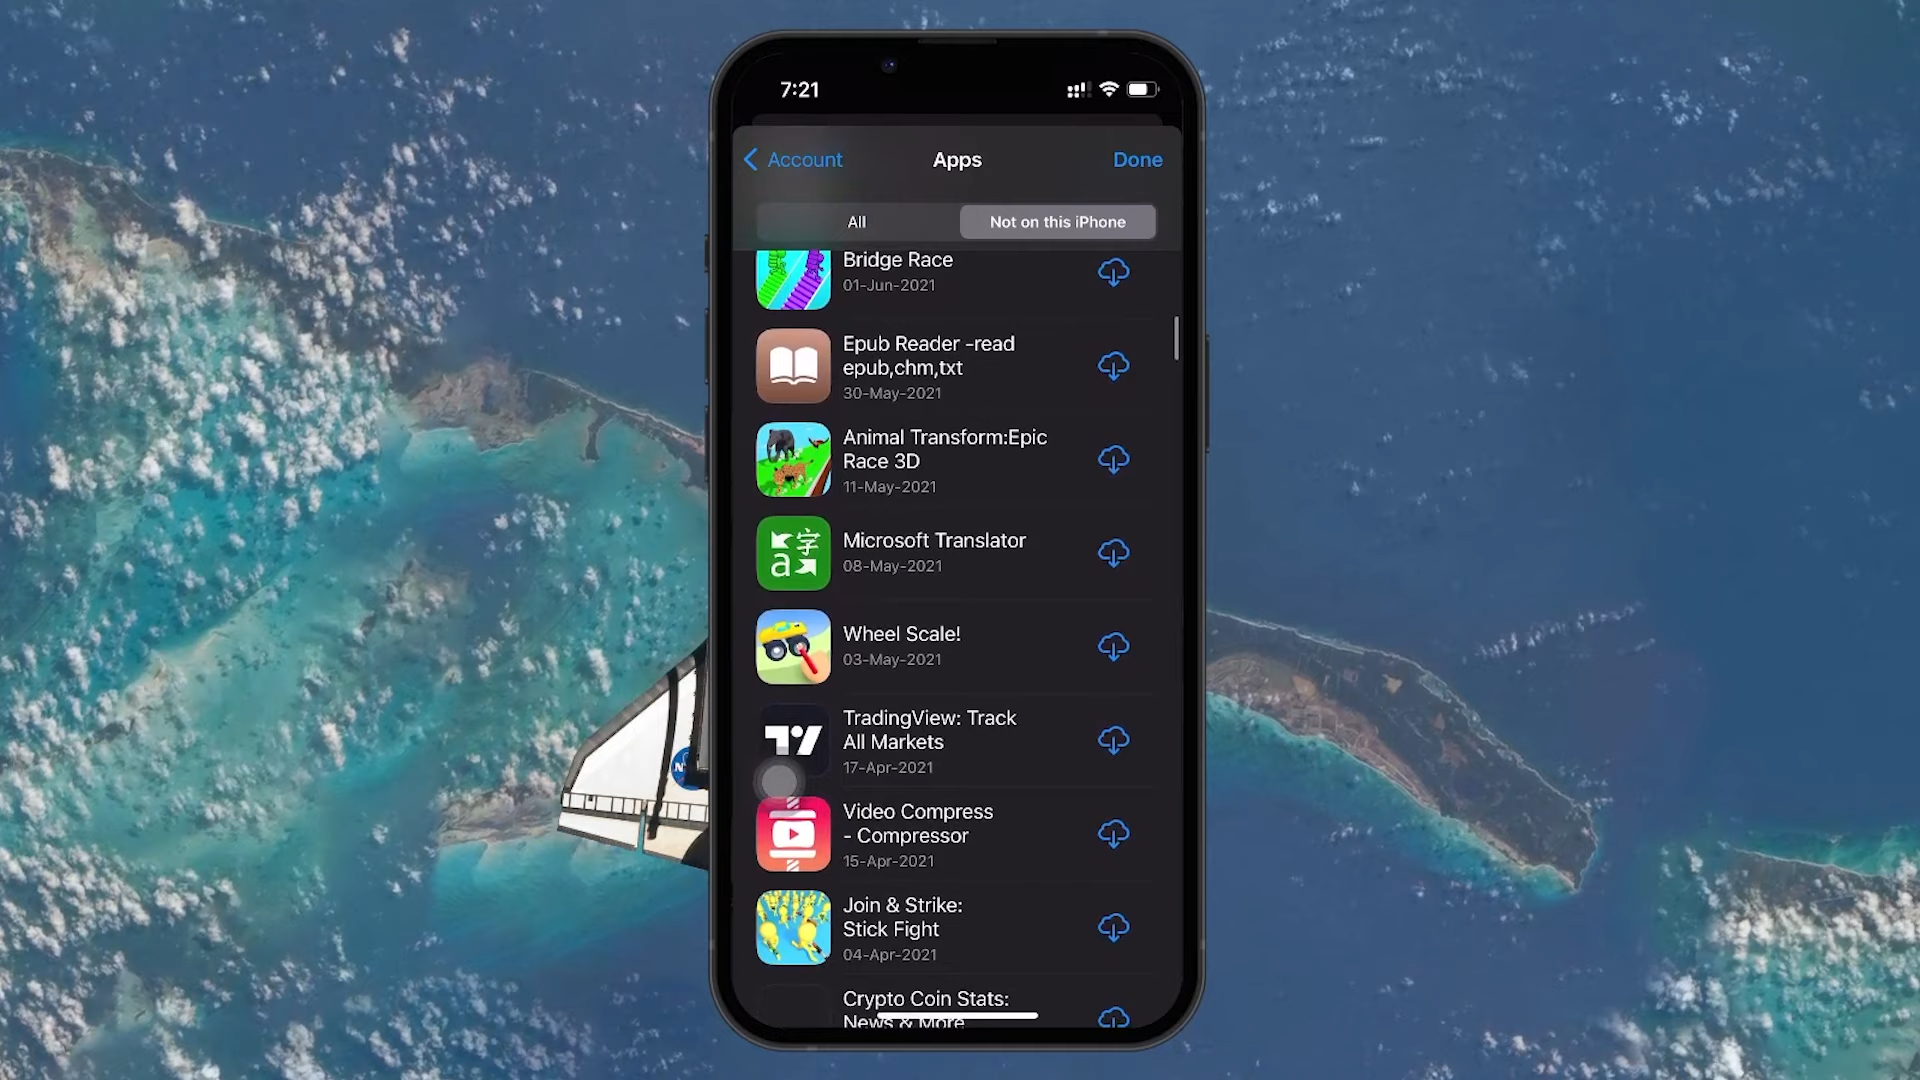 7:21
Account
Apps
Done
All
Not on this iPhone
Bridge Race
01-Jun-2021
Epub Reader -read
epub,chm,txt
30-May-2021
Animal Transform:Epic
Race 3D
11-May-2021
字
a
Microsoft Translator
08-May-2021
Wheel Scale!
03-May-2021
TradingView: Track
All Markets
17-Apr-2021
Video Compress
- Compressor
15-Apr-2021
Join & Strike:
Stick Fight
04-Apr-2021
Crypto Coin Stats:
News & More